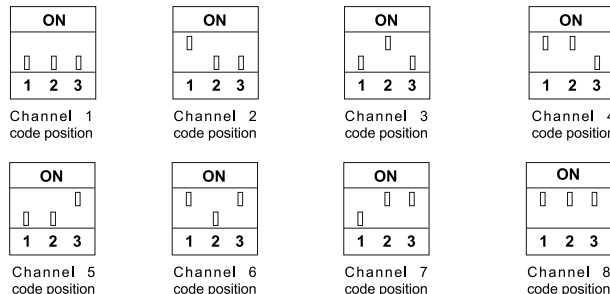 ON ON ON ON
1 2 3 1 2 3 1 2 3 1 2 3
Channel 1 Channel 2 Channel 3 Channel 4
code position code position code position code position
ON ON ON ON
1 2 3 1 2 3 1 2 3 1 2 3
Channel 5 Channel 6 Channel 7 Channel 8
code position code position code position code position